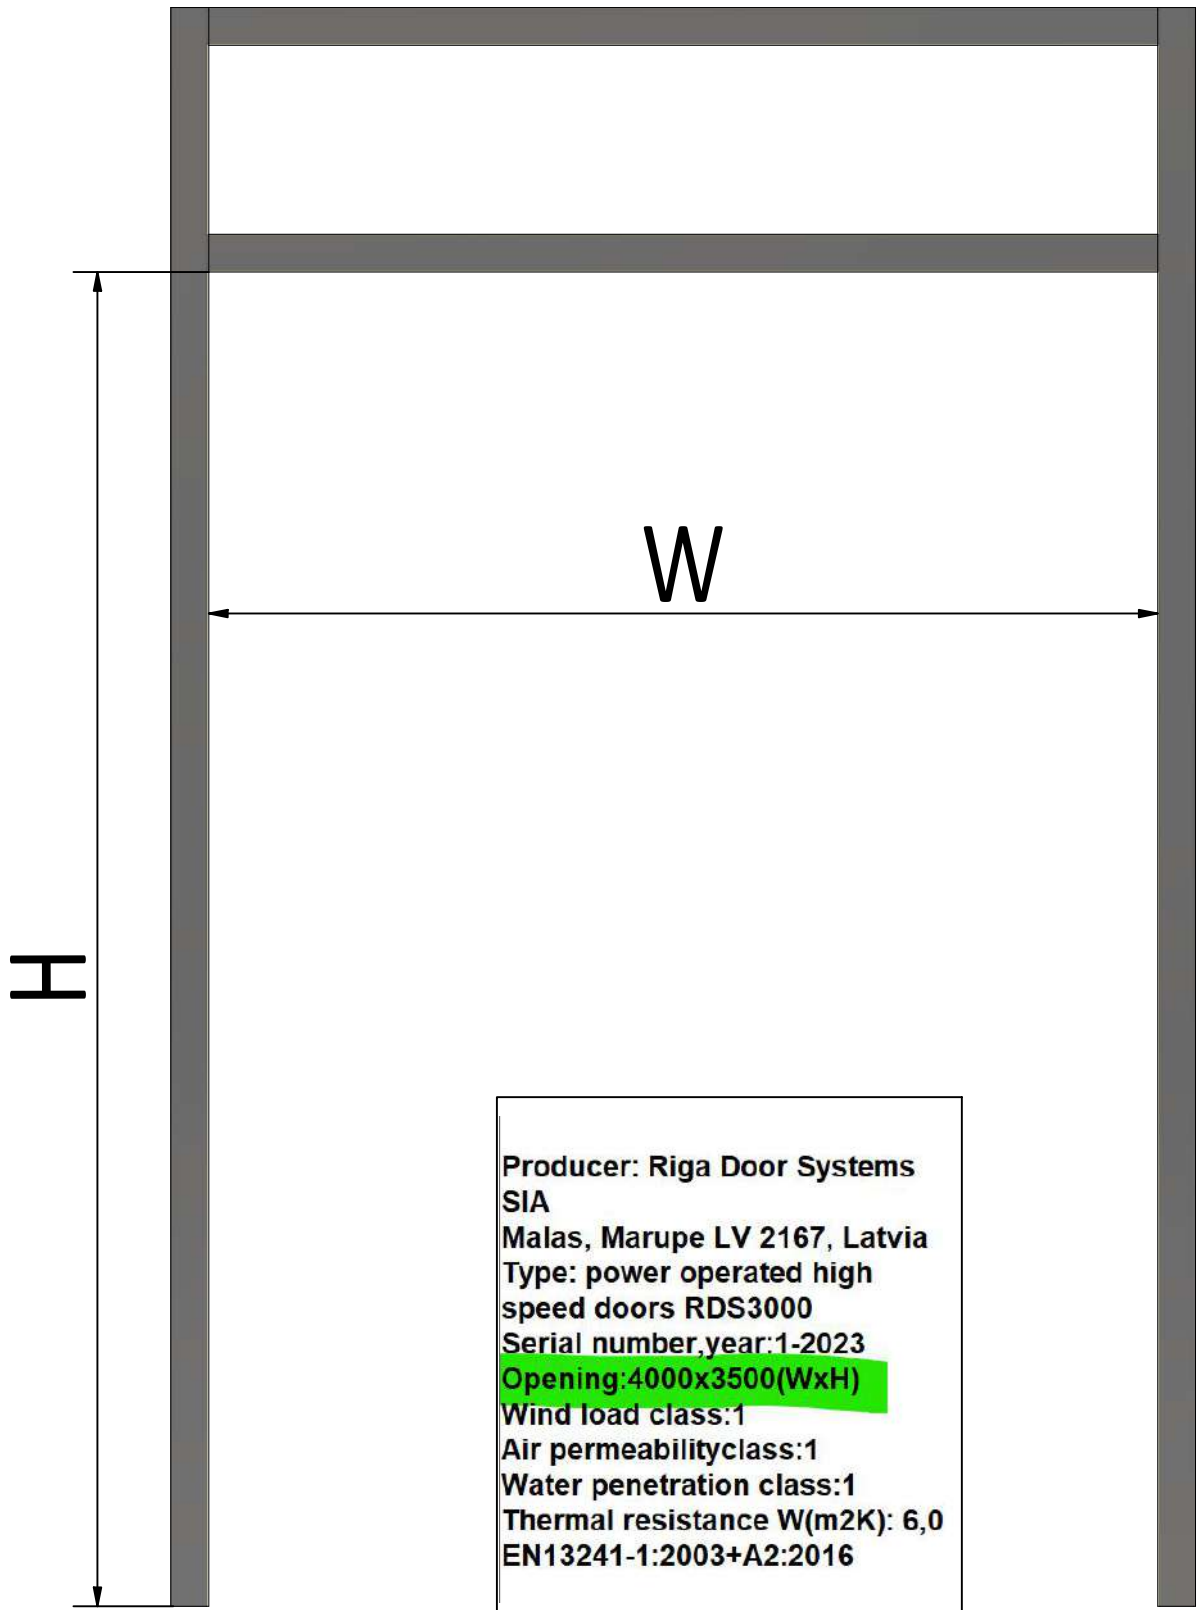 W
H
Producer: Riga Door Systems
SIA
Malas, Marupe LV 2167, Latvia
Type: power operated high
speed doors RDS3000
Serial number,year:1-2023
Opening:4000x3500(WxH)
Wind load class:1
Air permeabilityclass:1
Water penetration class:1
Thermal resistance W(m2K): 6,0
EN13241-1:2003+A2:2016